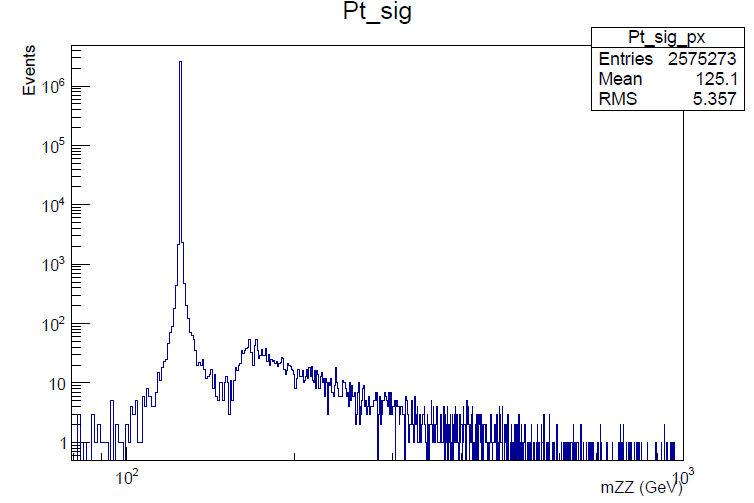 Pt_sig
Pt_sig_px
Entries 2575273
Mean 125.1
RMS 5.357
Events
10^6
10^5
10^4
10^3
10^2
10
1
10^2
10^3
mZZ (GeV)